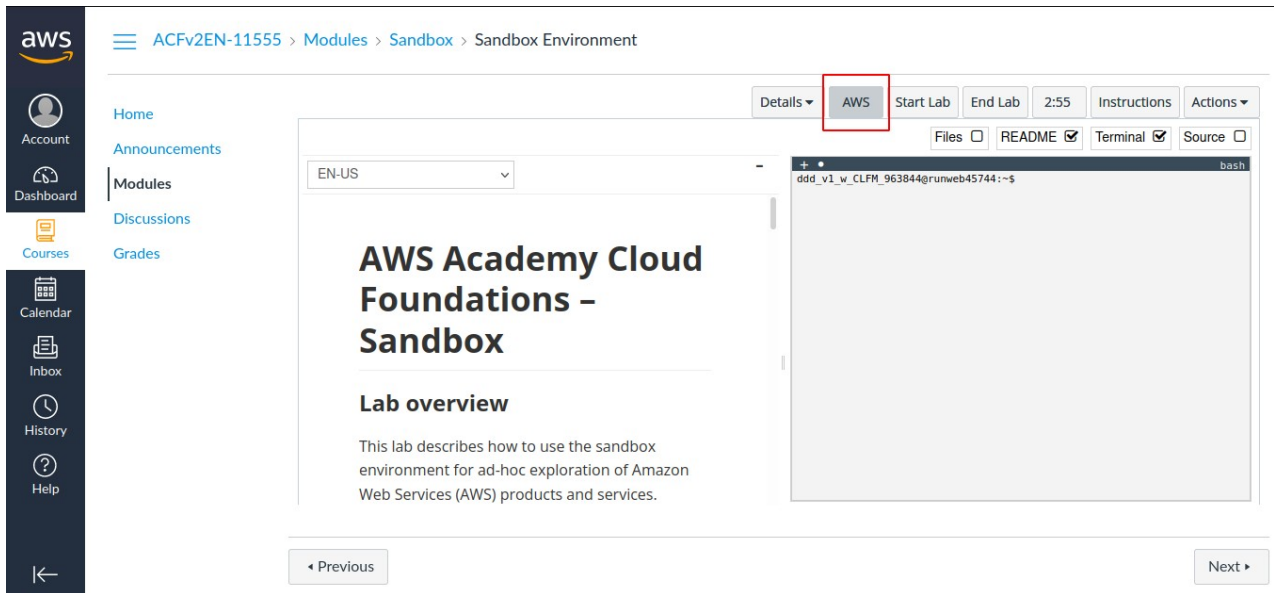 aws
ACFv2EN-11555 > Modules > Sandbox > Sandbox Environment
Account
Dashboard
Courses
Calendar
Inbox
History
Help
Home
Announcements
Modules
Discussions
Grades
Details AWS Start Lab End Lab 2:55 Instructions Actions
Files README Terminal Source
EN-US
AWS Academy Cloud
Foundations –
Sandbox
Lab overview
This lab describes how to use the sandbox
environment for ad-hoc exploration of Amazon
Web Services (AWS) products and services.
bash
ddd_v1_w_CLFM_963844@runweb45744:~$
Previous
Next